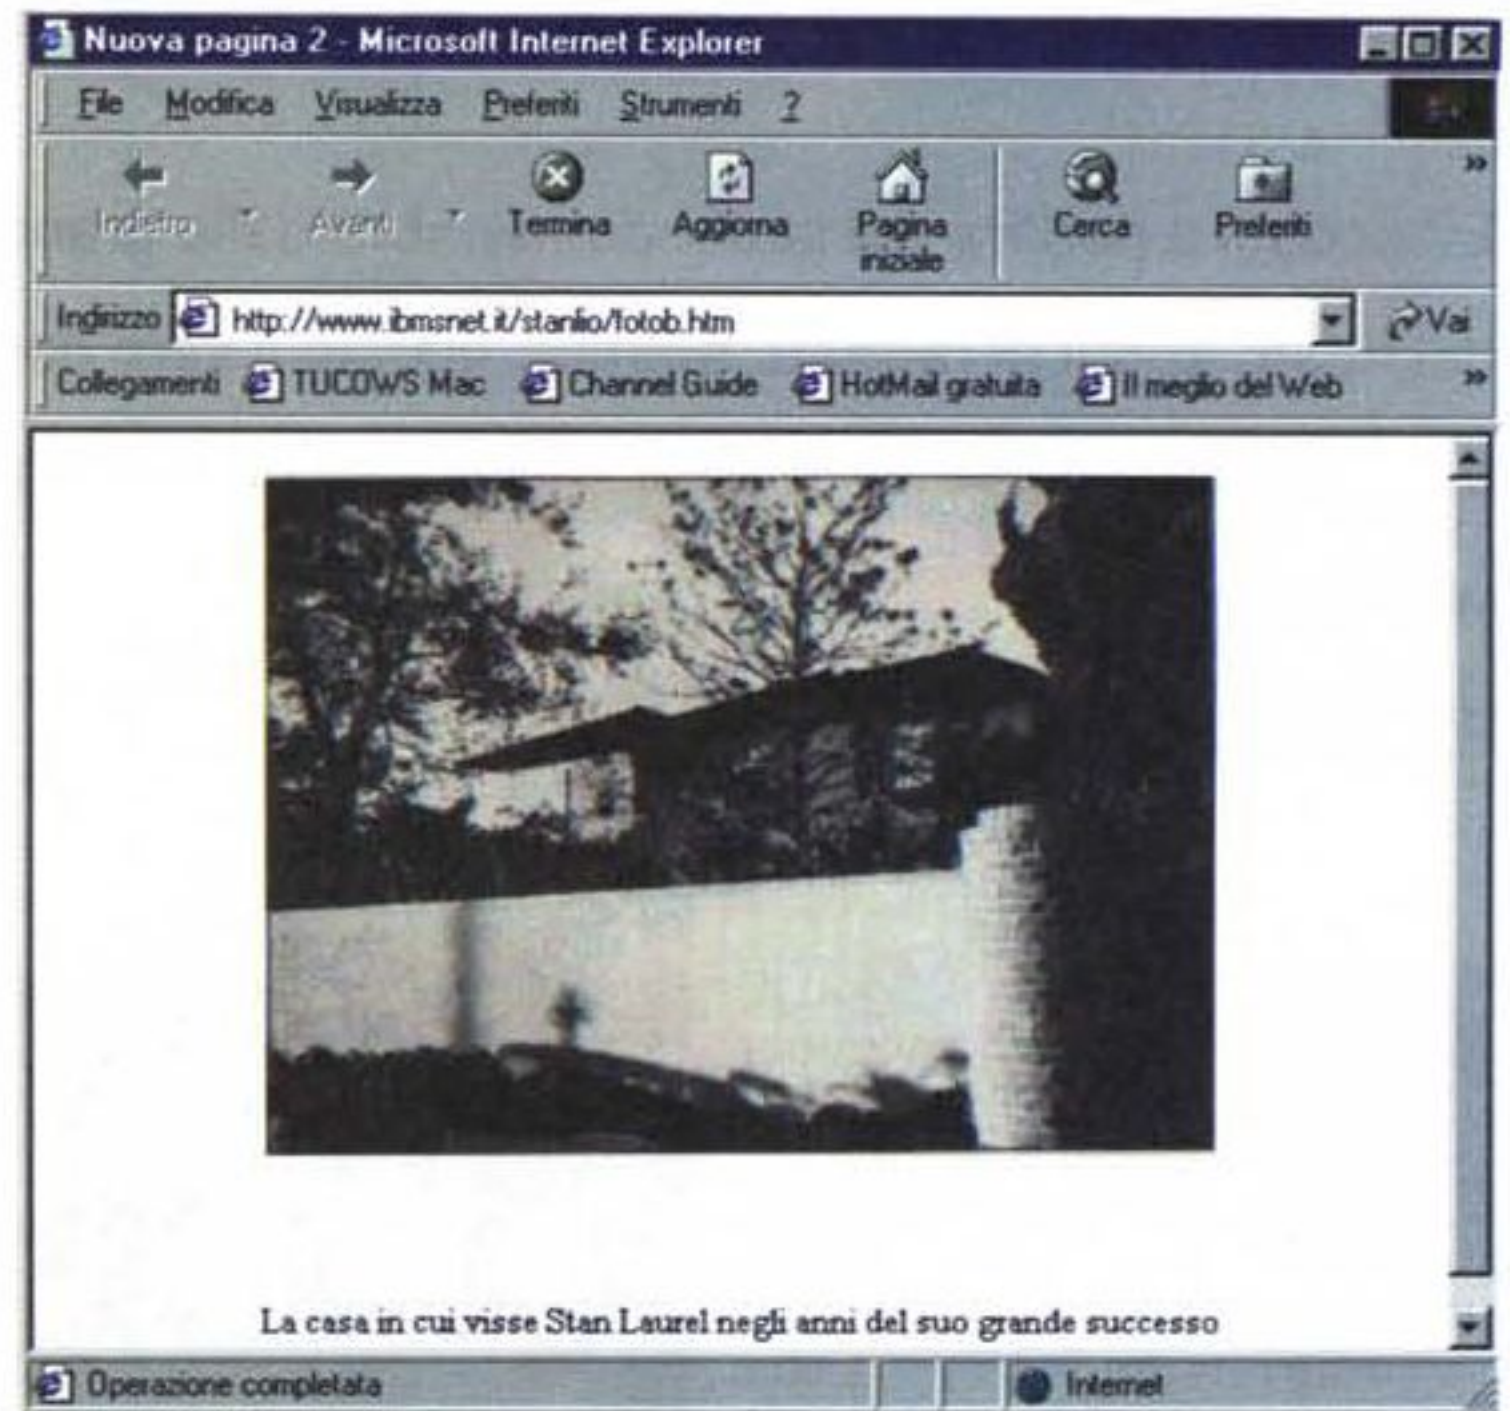 Nuova pagina 2 - Microsoft Internet Explorer
File Modifica Visualizza Preferiti Strumenti ?
Indietro Avanti Termina Aggiorna Pagina iniziale Cerca Preferiti »
Indirizzo http://www.ibmsnet.it/stanlio/fotob.htm Vai
Collegamenti TUCOWS Mac Channel Guide HotMail gratuita Il meglio del Web »
La casa in cui visse Stan Laurel negli anni del suo grande successo
Operazione completata Internet